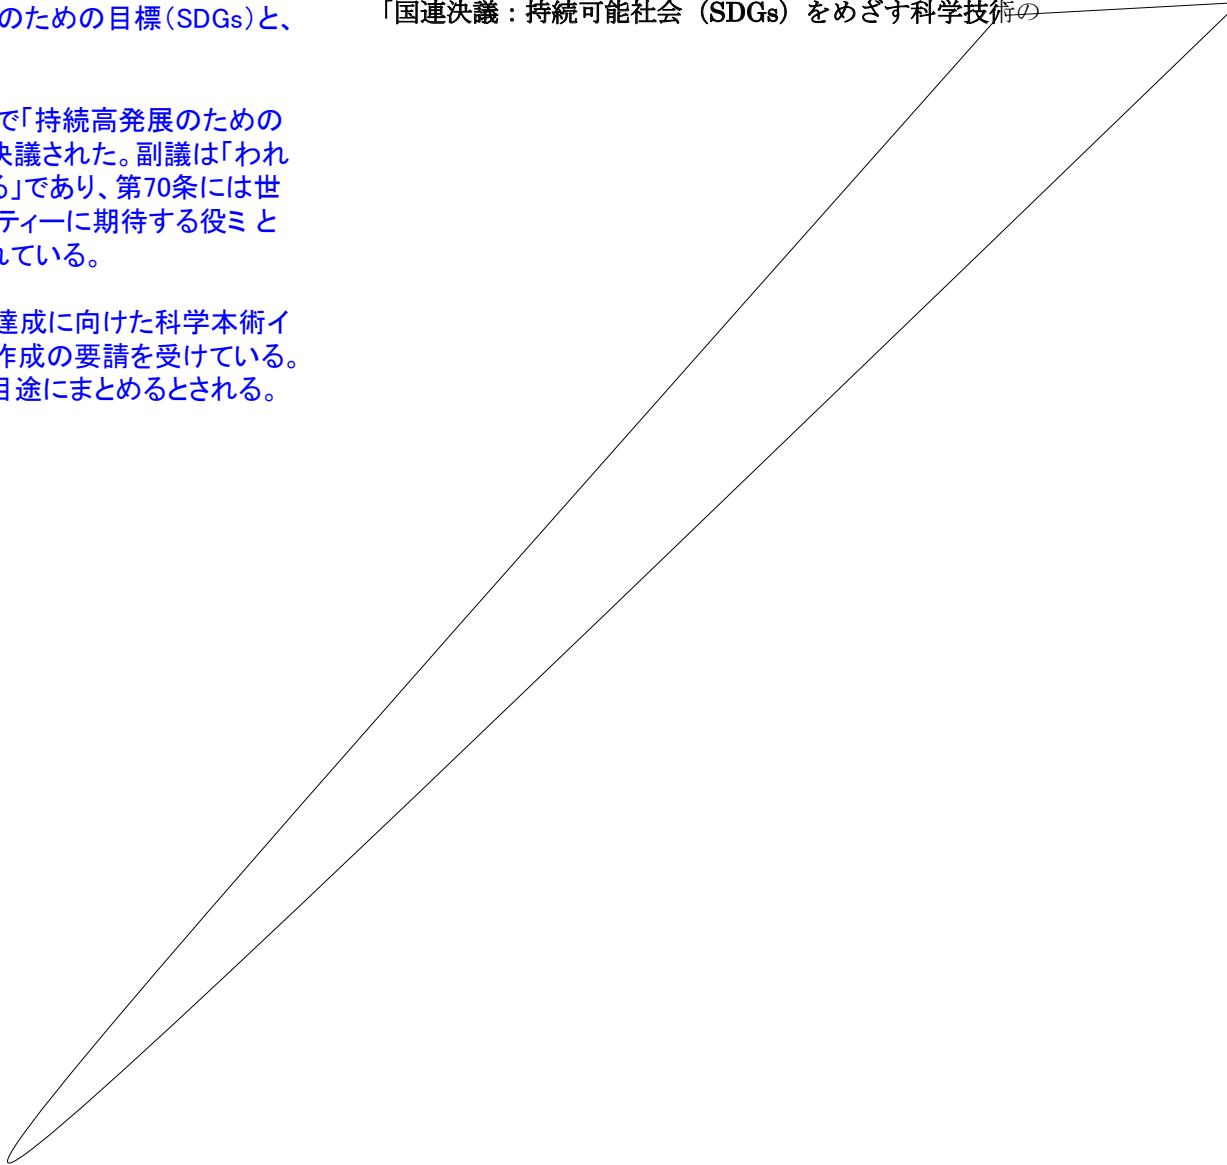 のための目標(SDGs)と、
で「持続高発展のための
決議された。副議は「われ
る」であり、第70条には世
ティーに期待する役ミ と
れている。
達成に向けた科学本術イ
作成の要請を受けている。
目途にまとめるとされる。
「国連決議：持続可能社会（SDGs）をめざす科学技術の